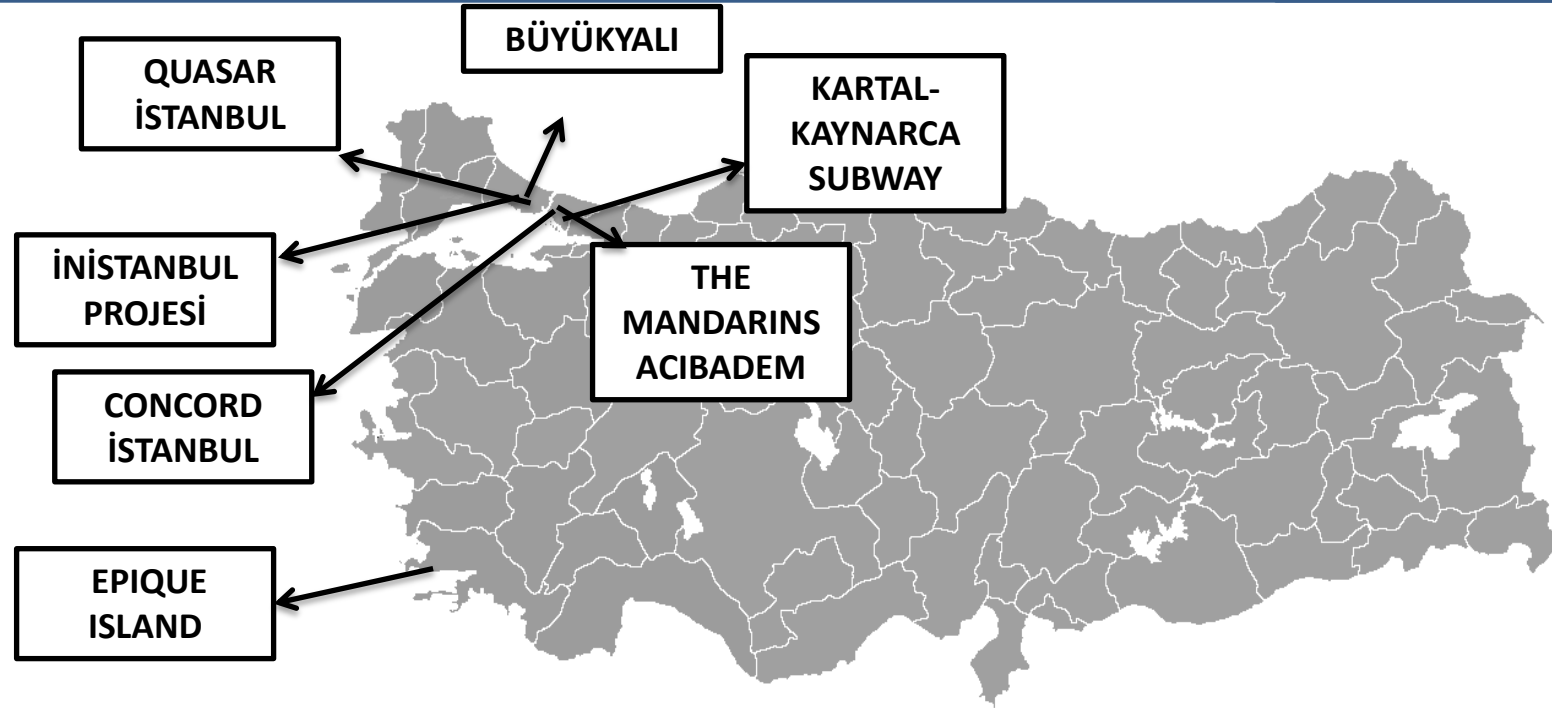 BÜYÜKYALI
QUASAR
İSTANBUL
KARTAL-
KAYNARCA
SUBWAY
İNİSTANBUL
PROJESİ
THE
MANDARINS
ACIBADEM
CONCORD
İSTANBUL
EPIQUE
ISLAND